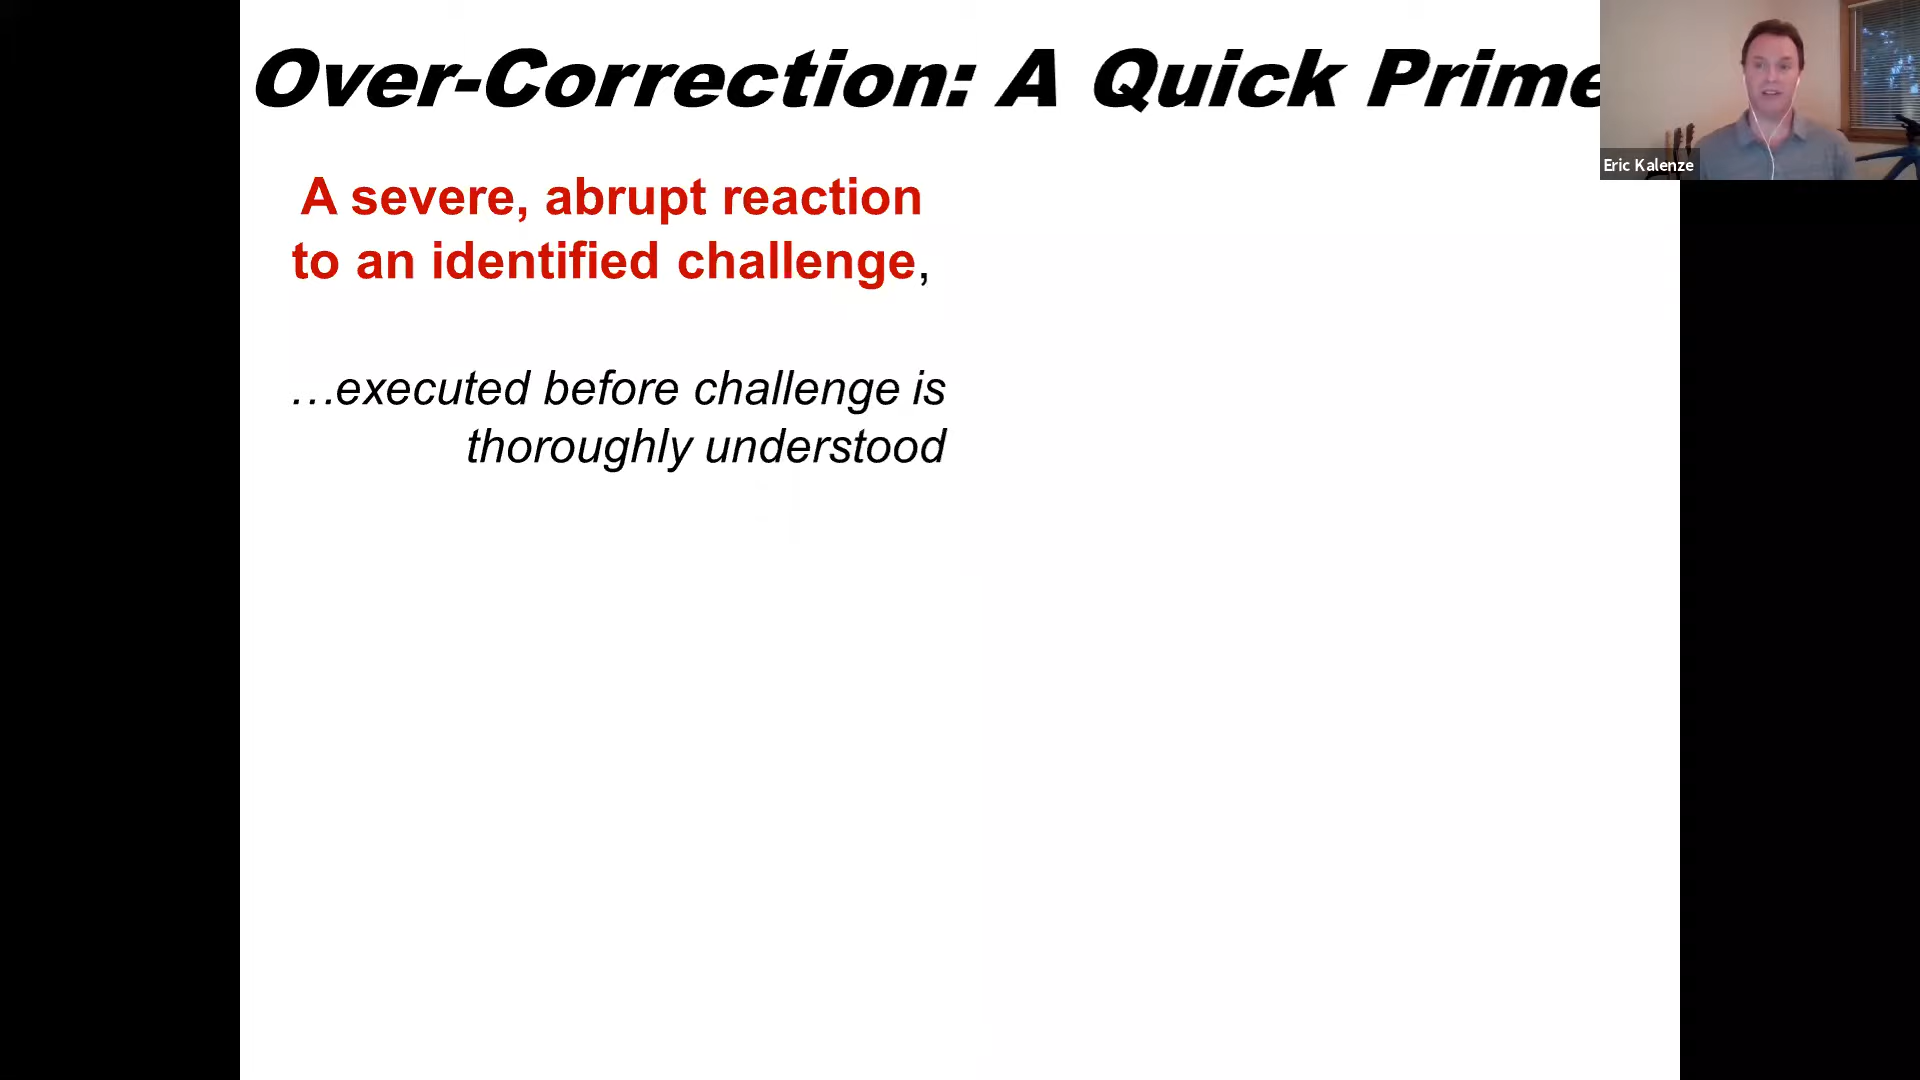 Over-Correction: A Quick Prime
A severe, abrupt reaction
to an identified challenge,
…executed before challenge is
thoroughly understood
Eric Kalenze